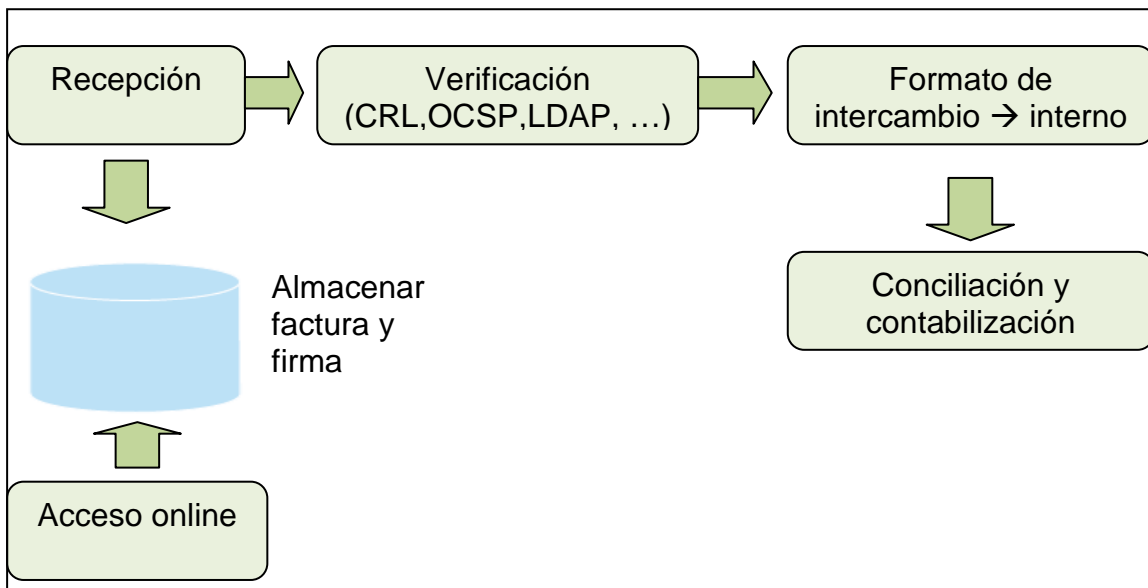 Recepción
Verificación
(CRL,OCSP,LDAP, …)
Formato de
intercambio → interno
Almacenar
factura y
firma
Conciliación y
contabilización
Acceso online